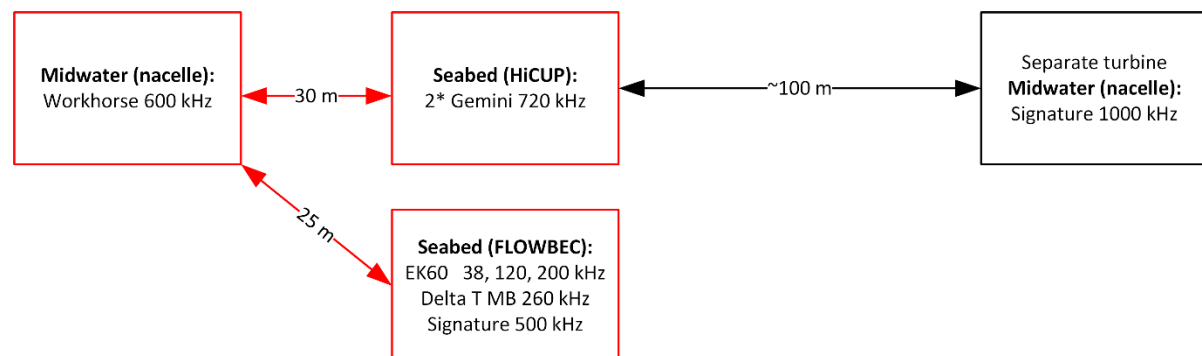 Midwater (nacelle):
Workhorse 600 kHz
30 m
Seabed (HiCUP):
2* Gemini 720 kHz
~100 m
Separate turbine
Midwater (nacelle):
Signature 1000 kHz
25 m
Seabed (FLOWBEC):
EK60   38, 120, 200 kHz
Delta T MB 260 kHz
Signature 500 kHz